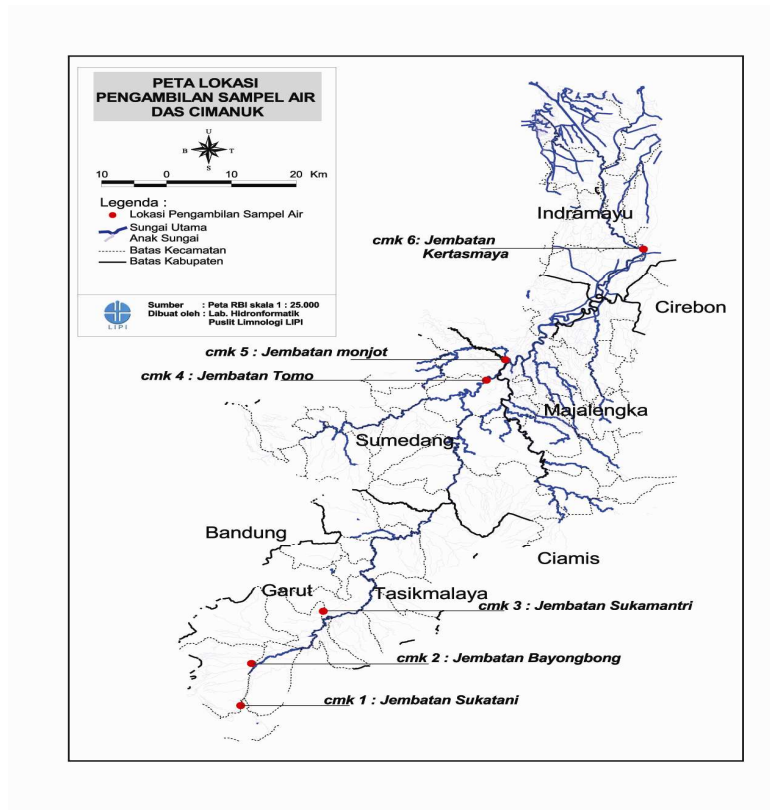 PETA LOKASI
PENGAMBILAN SAMPEL AIR
DAS CIMANUK
U
B T
S
10 0 10 20 Km
Legenda :
Lokasi Pengambilan Sampel Air
Sungai Utama
Anak Sungai
Batas Kecamatan
Batas Kabupaten
LIPI
Sumber : Peta RBI skala 1 : 25.000
Dibuat oleh : Lab. Hidronformatik
Puslit Limnologi LIPI
Indramayu
cmk 6: Jembatan
Kertasmaya
Cirebon
cmk 5 : Jembatan monjot
cmk 4 : Jembatan Tomo
Majalengka
Sumedang
Bandung
Ciamis
Garut
Tasikmalaya
cmk 3 : Jembatan Sukamantri
cmk 2 : Jembatan Bayongbong
cmk 1 : Jembatan Sukatani